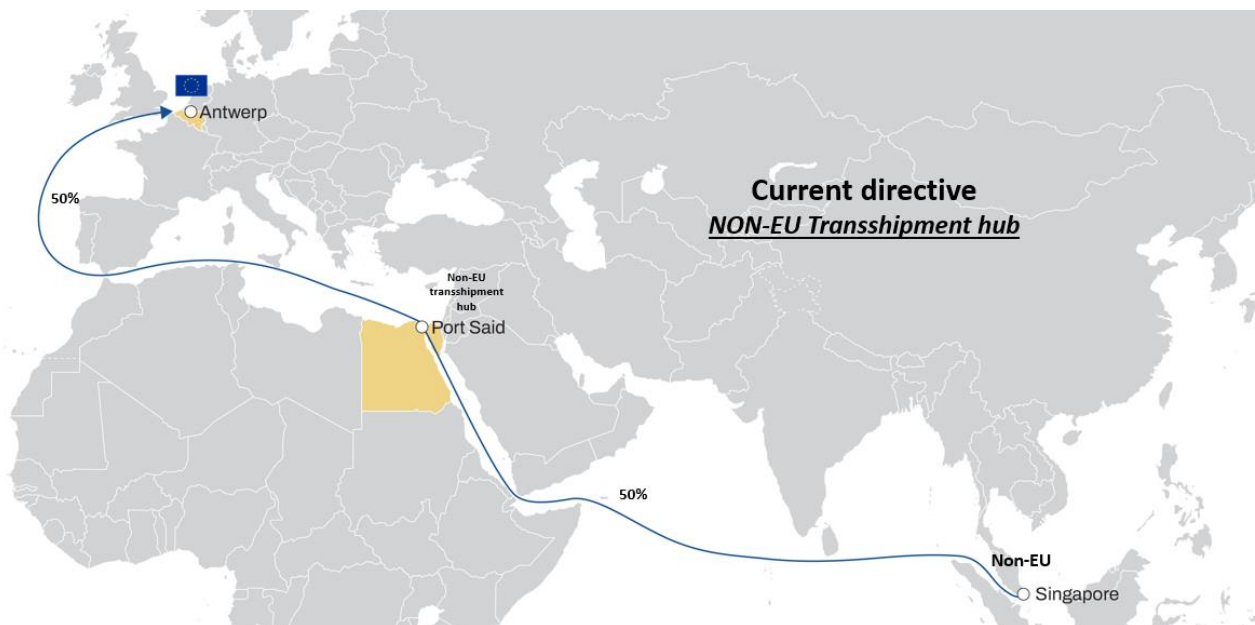 Antwerp
50%
Current directive
NON-EU Transshipment hub
Non-EU
transshipment
hub
Port Said
50%
Non-EU
Singapore